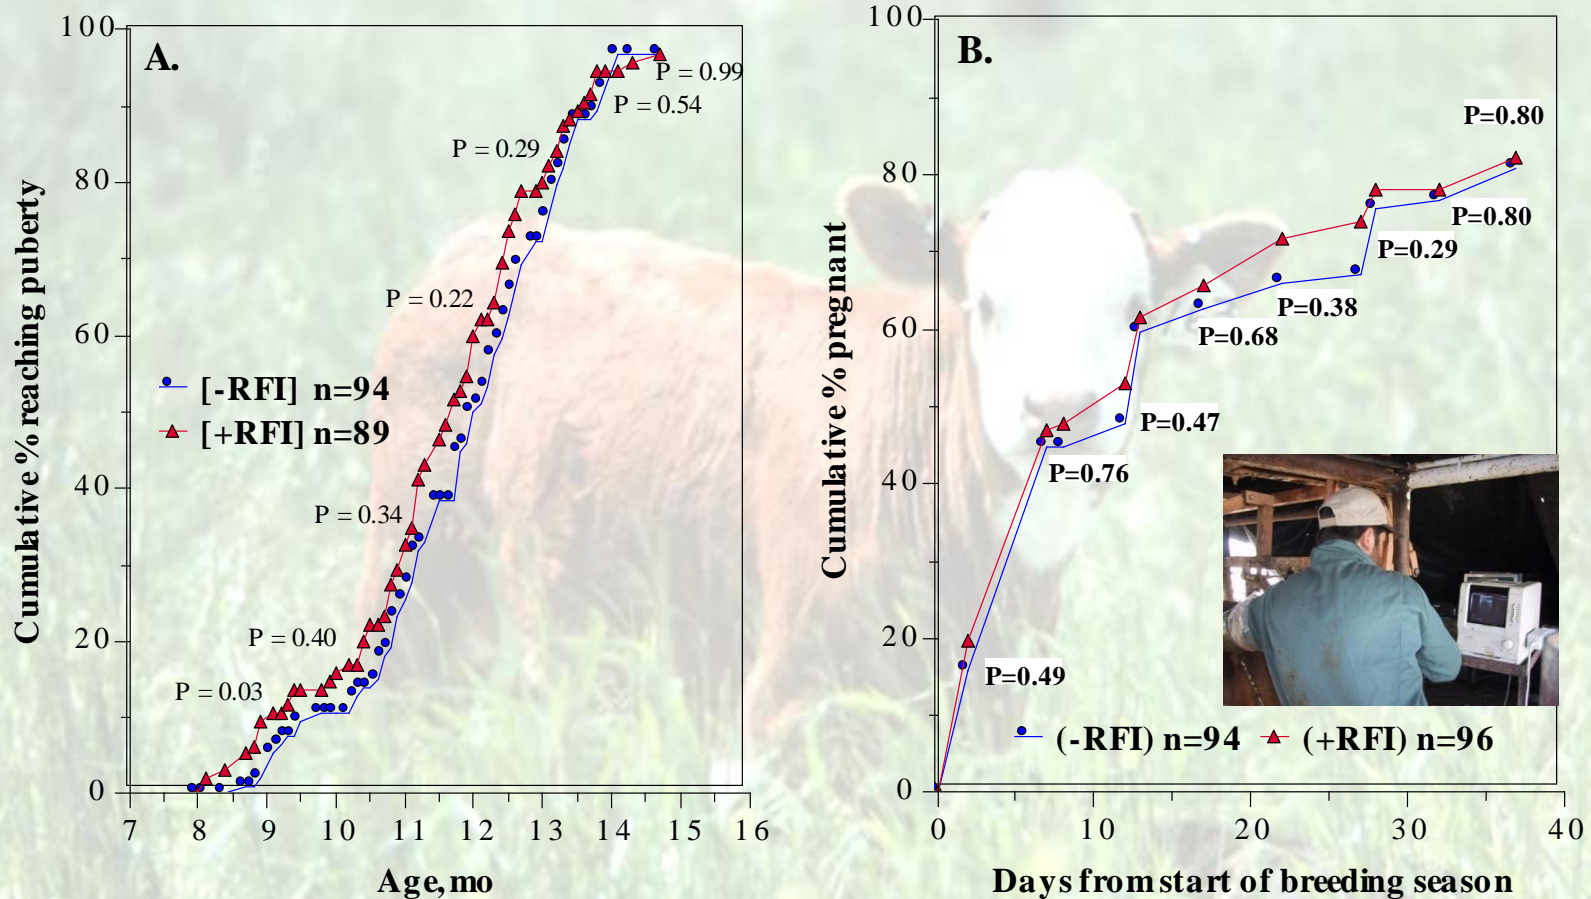 A.
Cumulative % reaching puberty
100
80
60
40
20
0
P = 0.99
P = 0.54
P = 0.29
P = 0.22
[-RFI] n=94
[+RFI] n=89
P = 0.34
P = 0.40
P = 0.03
7 8 9 10 11 12 13 14 15 16
Age, mo
B.
Cumulative % pregnant
100
80
60
40
20
0
P=0.80
P=0.80
P=0.29
P=0.38
P=0.68
P=0.47
P=0.76
P=0.49
(-RFI) n=94 (+RFI) n=96
0 10 20 30 40
Days from start of breeding season